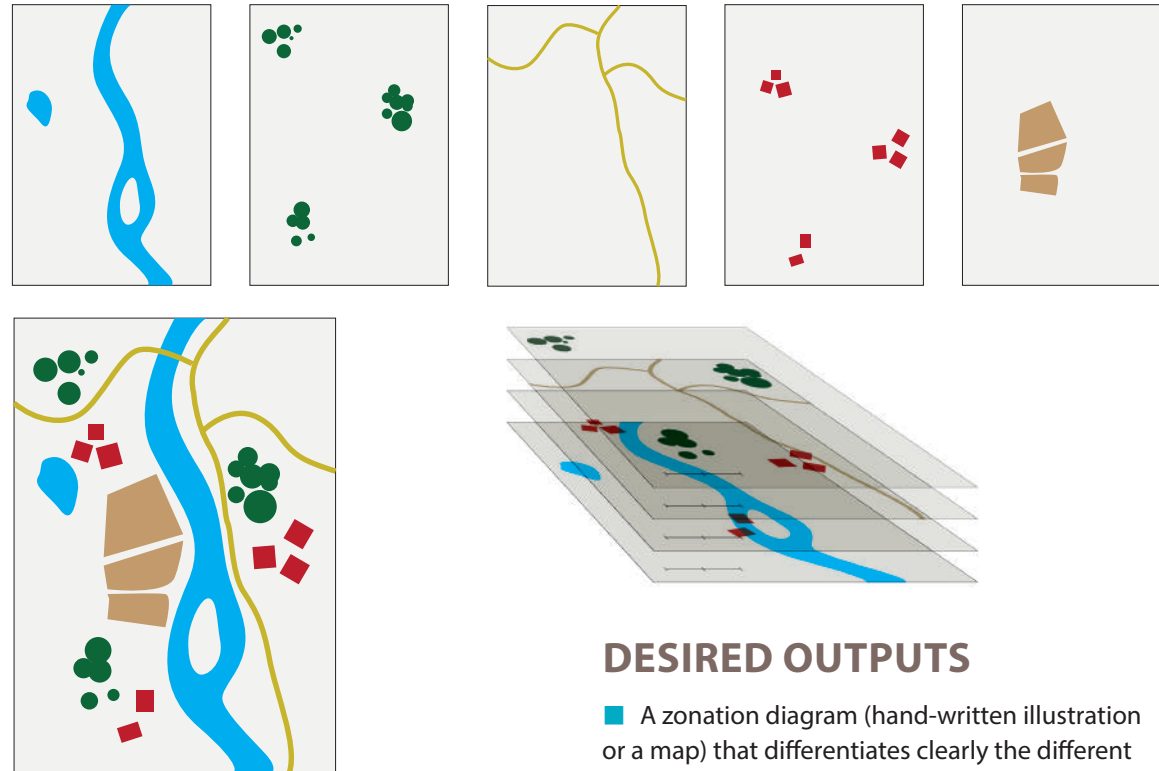 DESIRED OUTPUTS
A zonation diagram (hand-written illustration
or a map) that differentiates clearly the different